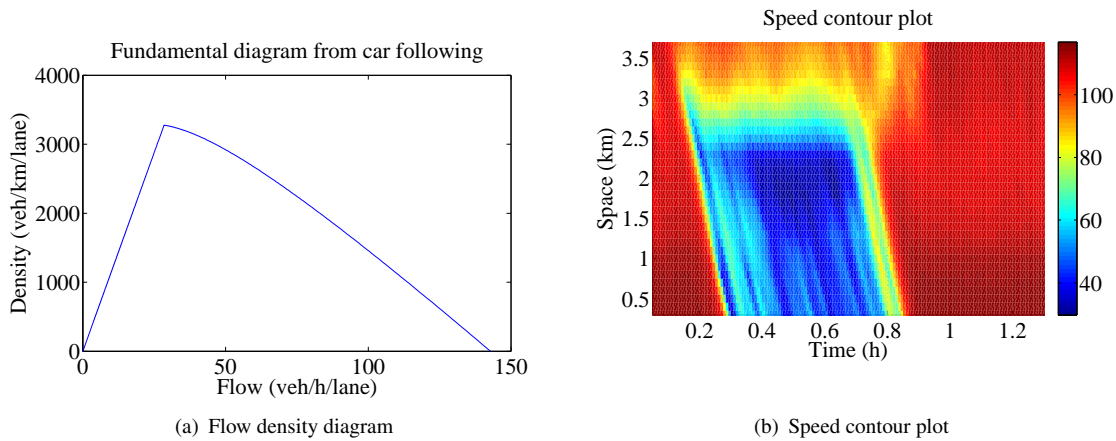 Fundamental diagram from car following
4000
3000
2000
1000
0
Density (veh/km/lane)
0 50 100 150
Flow (veh/h/lane)
(a) Flow density diagram
Speed contour plot
3.5
3
2.5
2
1.5
1
0.5
Space (km)
0.2 0.4 0.6 0.8 1 1.2
Time (h)
100
80
60
40
(b) Speed contour plot